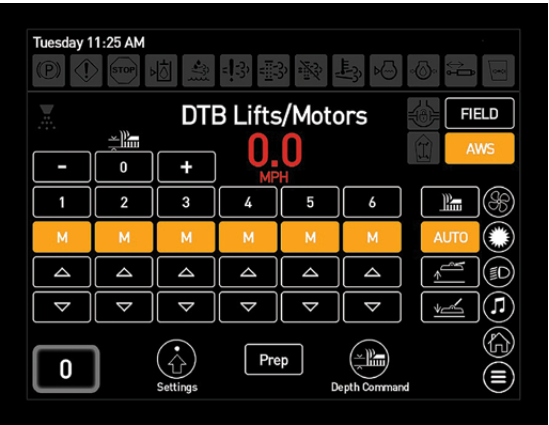 Tuesday 11:25 AM
STOP
DTB Lifts/Motors
FIELD
AWS
- 0 +
0.0
MPH
1 2 3 4 5 6
M M M M M M AUTO
0
Prep
Settings
Depth Command